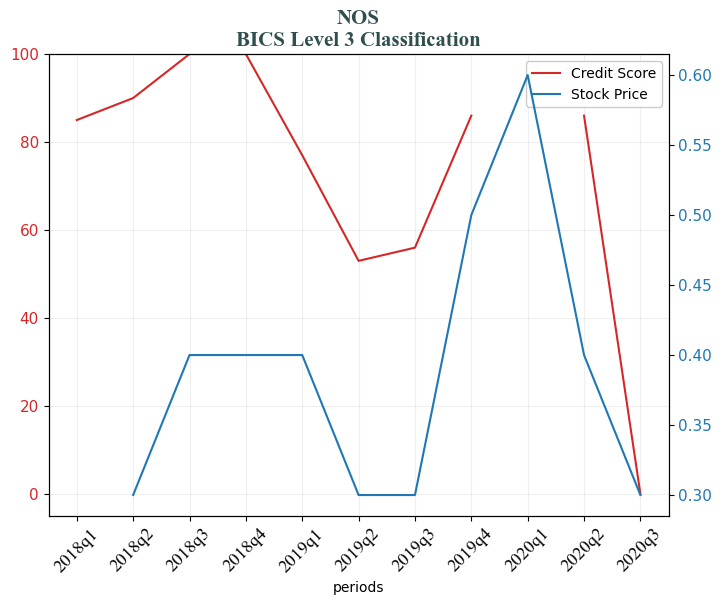 NOS
BICS Level 3 Classification
Credit Score
Stock Price
100
80
60
40
20
0
0.60
0.55
0.50
0.45
0.40
0.35
0.30
2018q1
2018q2
2018q3
2018q4
2019q1
2019q2
2019q3
2019q4
2020q1
2020q2
2020q3
periods